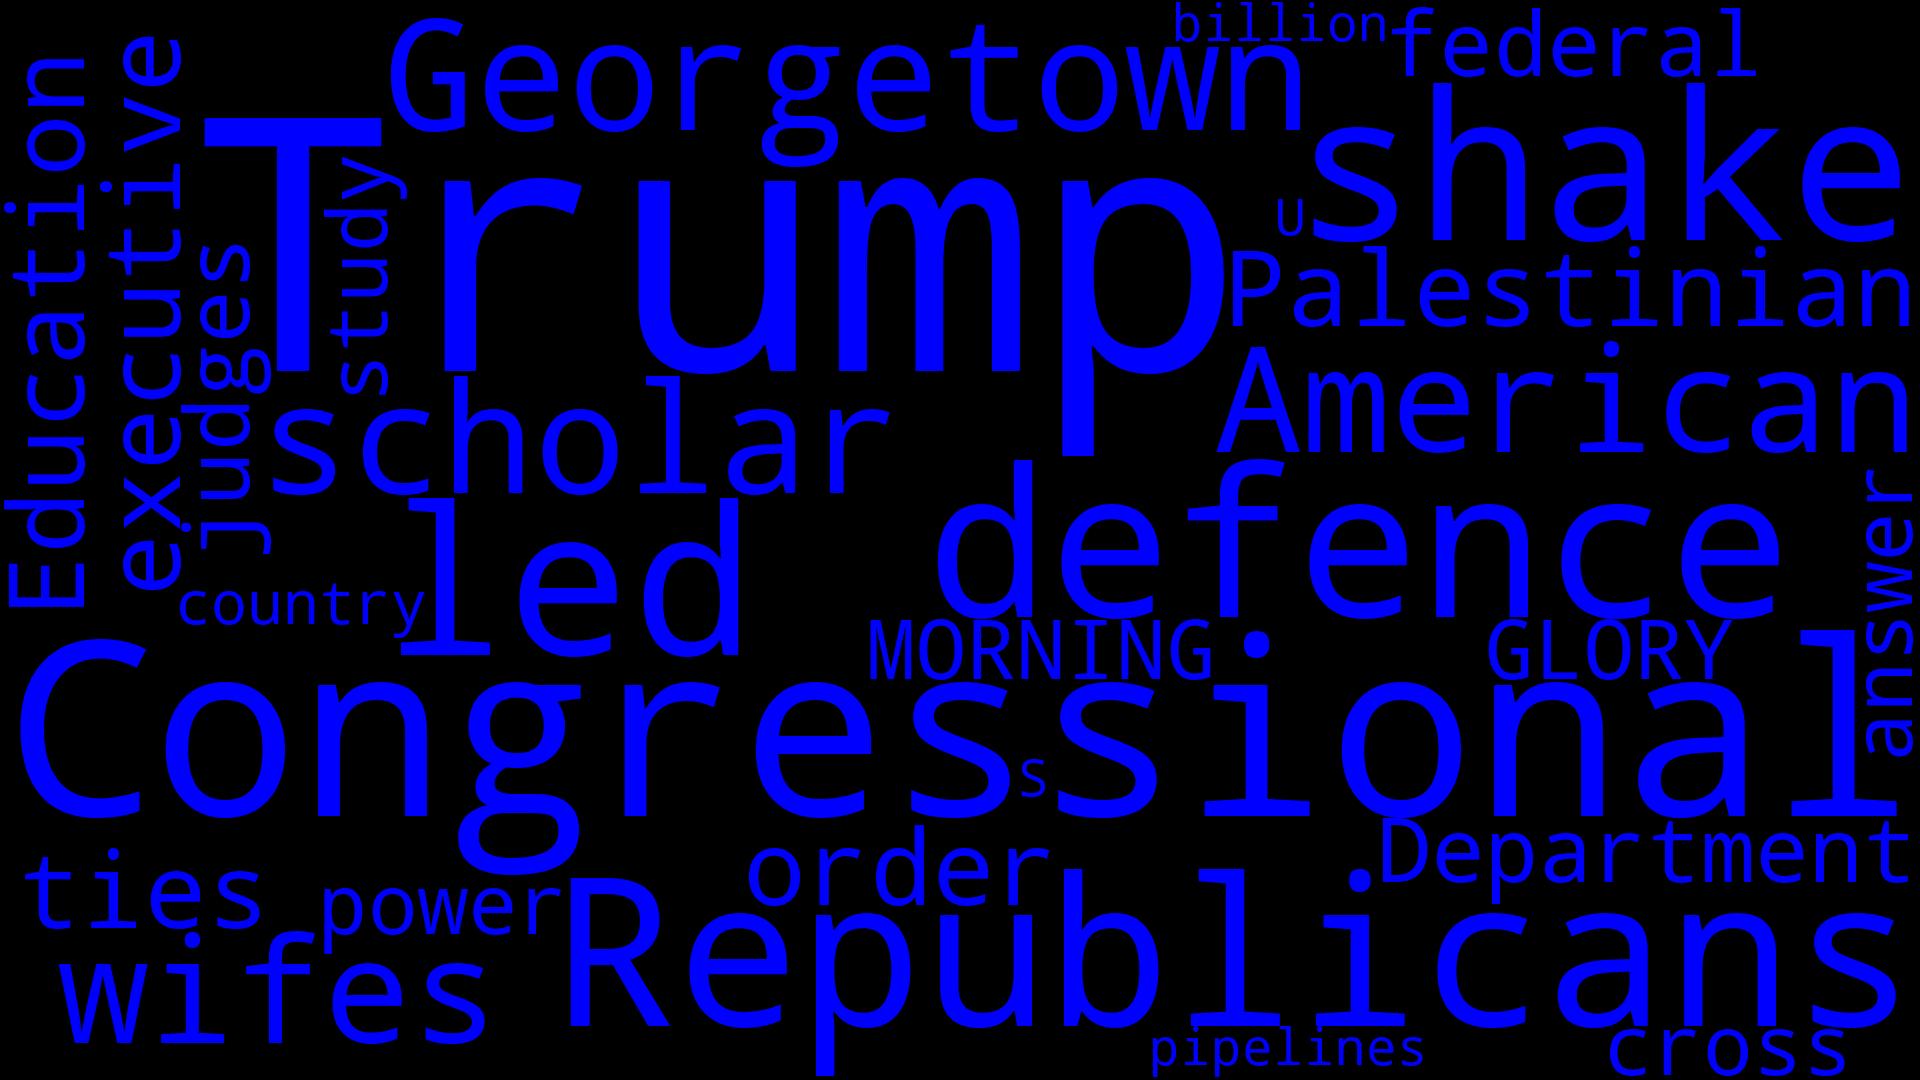 billion
Georgetown
federal
Education
executive
shake
Trump
study
U
judges
Palestinian
American
scholar
defence
led
answer
country
MORNING
GLORY
Congressional
S
order
Department
ties
power
Republicans
Wifes
pipelines
cross